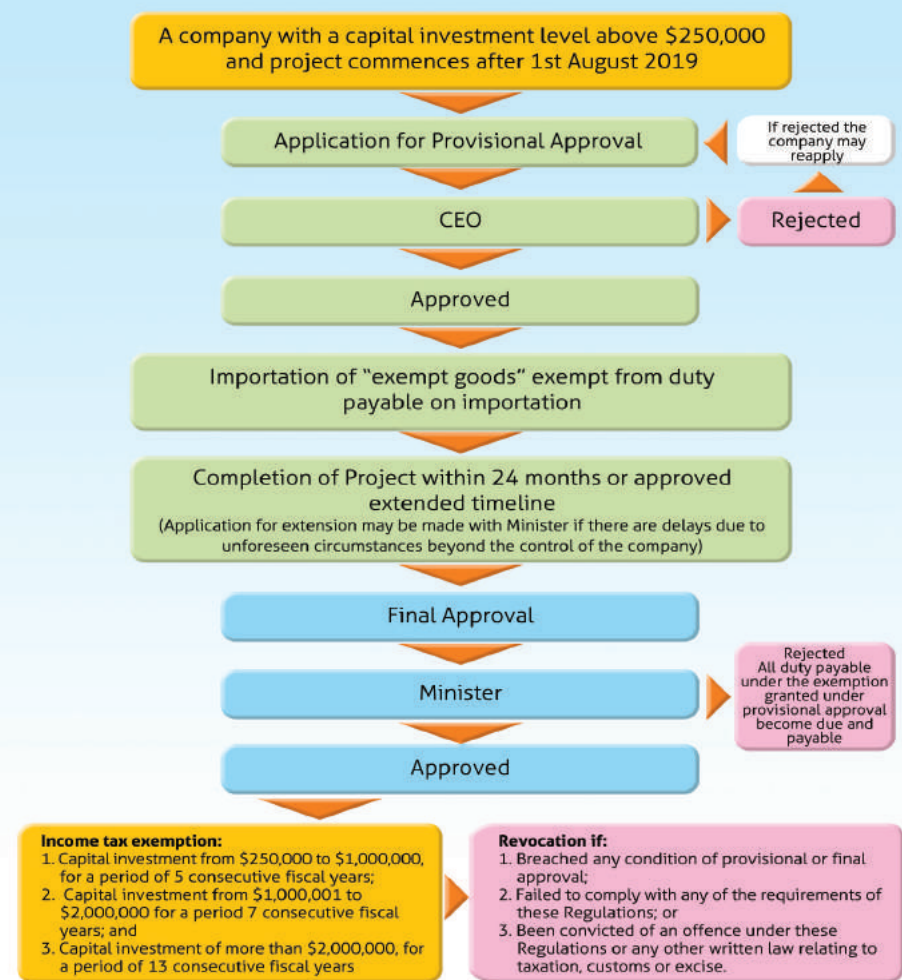 A company with a capital investment level above $250,000
and project commences after 1st August 2019
Application for Provisional Approval
If rejected the
company may
reapply
CEO
Rejected
Approved
Importation of “exempt goods” exempt from duty
payable on importation
Completion of Project within 24 months or approved
extended timeline
(Application for extension may be made with Minister if there are delays due to
unforeseen circumstances beyond the control of the company)
Final Approval
Minister
Rejected
All duty payable
under the exemption
granted under
provisional approval
become due and
payable
Approved
Income tax exemption:
1. Capital investment from $250,000 to $1,000,000,
for a period of 5 consecutive fiscal years;
2. Capital investment from $1,000,001 to
$2,000,000 for a period 7 consecutive fiscal
years; and
3. Capital investment of more than $2,000,000, for
a period of 13 consecutive fiscal years
Revocation if:
1. Breached any condition of provisional or final
approval;
2. Failed to comply with any of the requirements of
these Regulations; or
3. Been convicted of an offence under these
Regulations or any other written law relating to
taxation, customs or excise.